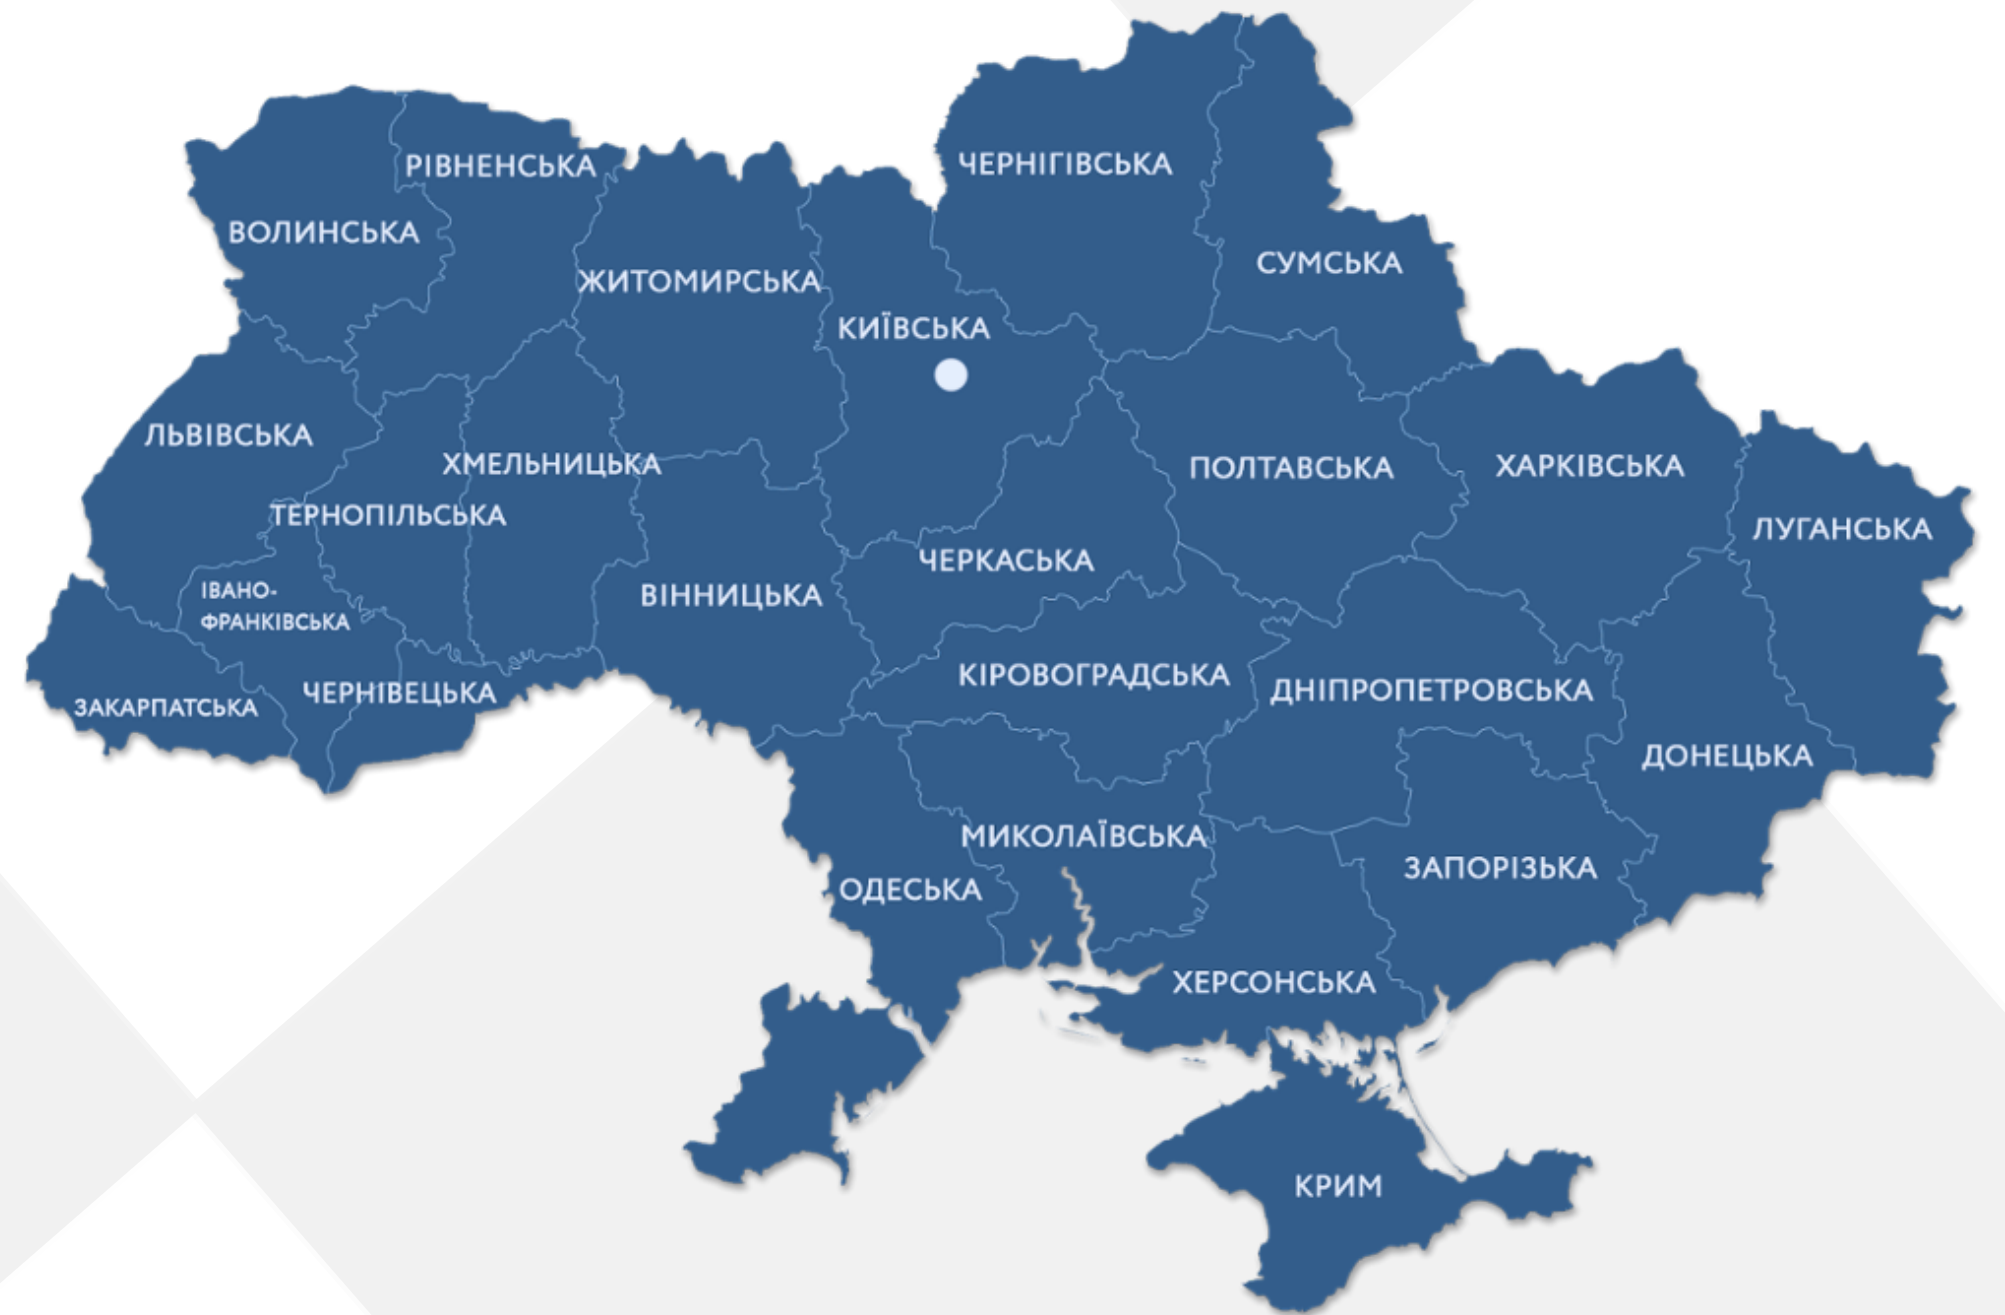 ЧЕРНІГІВСЬКА
РІВНЕНСЬКА
ВОЛИНСЬКА
СУМСЬКА
ЖИТОМИРСЬКА
КИЇВСЬКА
ЛЬВІВСЬКА
ХМЕЛЬНИЦЬКА
ПОЛТАВСЬКА
ХАРКІВСЬКА
ТЕРНОПІЛЬСЬКА
ЛУГАНСЬКА
ЧЕРКАСЬКА
ІВАНО-
ФРАНКІВСЬКА
ВІННИЦЬКА
КІРОВОГРАДСЬКА
ДНІПРОПЕТРОВСЬКА
ЧЕРНІВЕЦЬКА
ЗАКАРПАТСЬКА
ДОНЕЦЬКА
МИКОЛАЇВСЬКА
ЗАПОРІЗЬКА
ОДЕСЬКА
ХЕРСОНСЬКА
КРИМ